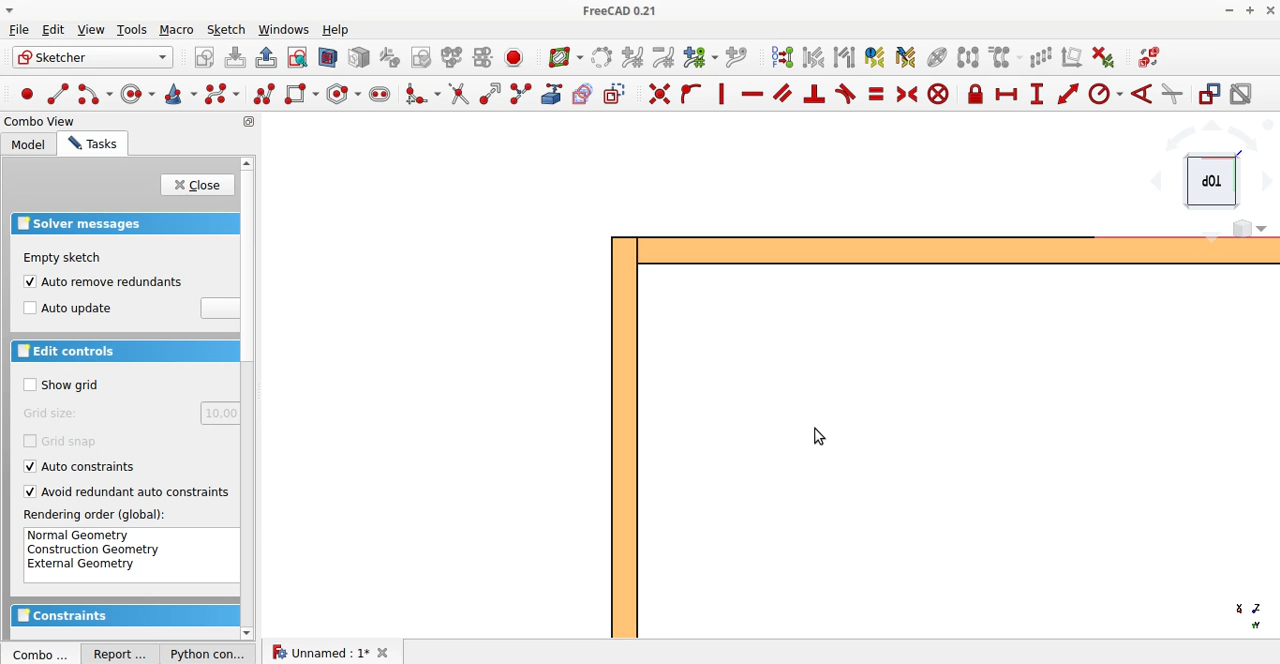 FreeCAD 0.21
File Edit View Tools Macro Sketch Windows Help
Sketcher
Combo View
Model Tasks
Close
Solver messages
Empty sketch
Auto remove redundants
Auto update
Edit controls
Show grid
Grid size: 10.00
Grid snap
Auto constraints
Avoid redundant auto constraints
Rendering order (global):
Normal Geometry
Construction Geometry
External Geometry
Constraints
TOP
X Z
Y
Combo ... Report ... Python con... Unnamed : 1*